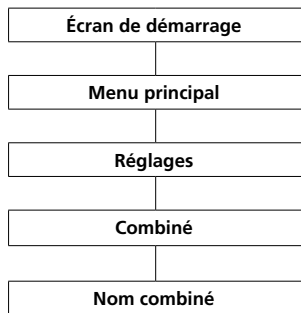 Écran de démarrage
Menu principal
Réglages
Combiné
Nom combiné